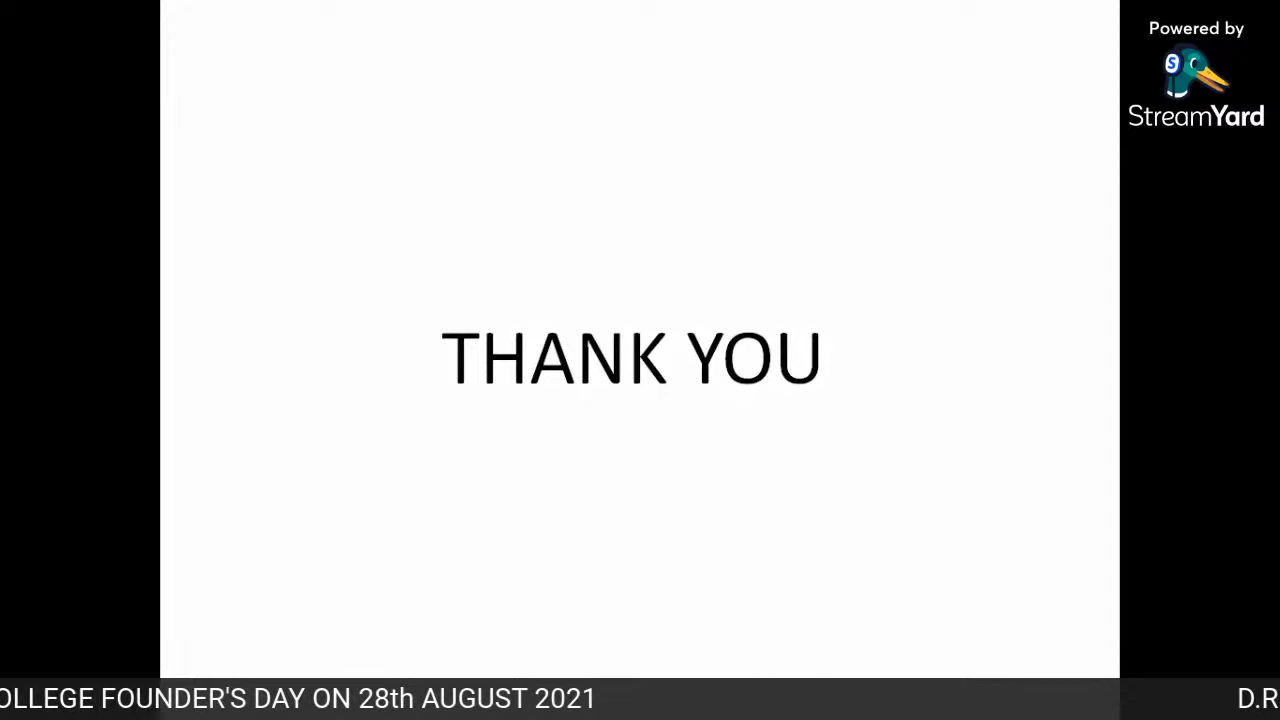 Powered by
S
StreamYard
THANK YOU
OLLEGE FOUNDER'S DAY ON 28th AUGUST 2021
D.R